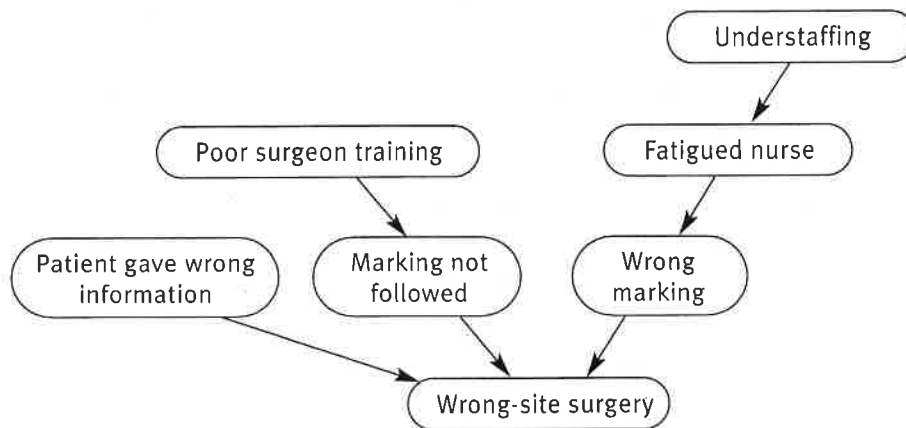 Understaffing
Poor surgeon training
Fatigued nurse
Patient gave wrong
information
Marking not
followed
Wrong
marking
Wrong-site surgery